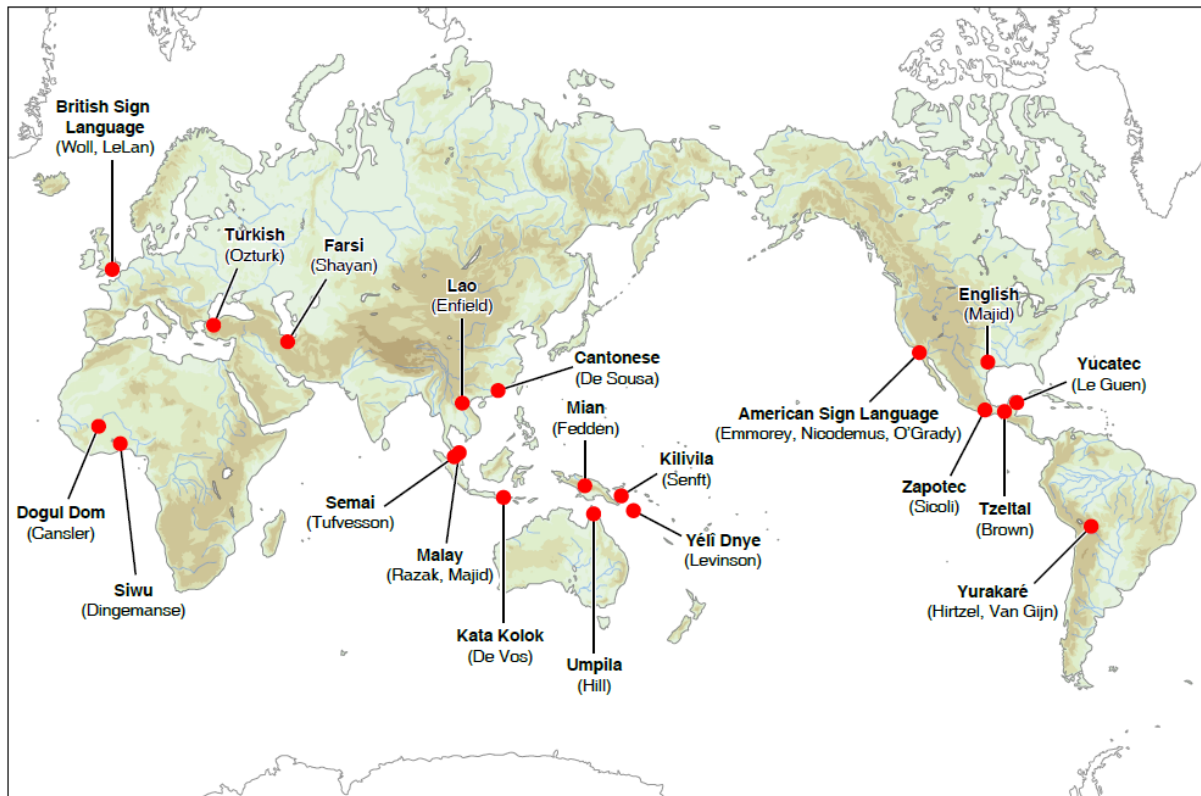 British Sign
Language
(Woll, LeLan)
Turkish
(Ozturk)
Farsi
(Shayan)
Lao
(Enfield)
Cantonese
(De Sousa)
Mian
(Fedden)
Kilivila
(Senft)
English
(Majid)
Yucatec
(Le Guen)
American Sign Language
(Emmorey, Nicodemus, O'Grady)
Zapotec
(Sicoli)
Tzeltal
(Brown)
Dogul Dom
(Cansler)
Siwu
(Dingemanse)
Semai
(Tufvesson)
Malay
(Razak, Majid)
Yélî Dnye
(Levinson)
Kata Kolok
(De Vos)
Umpila
(Hill)
Yurakaré
(Hirtzel, Van Gijn)